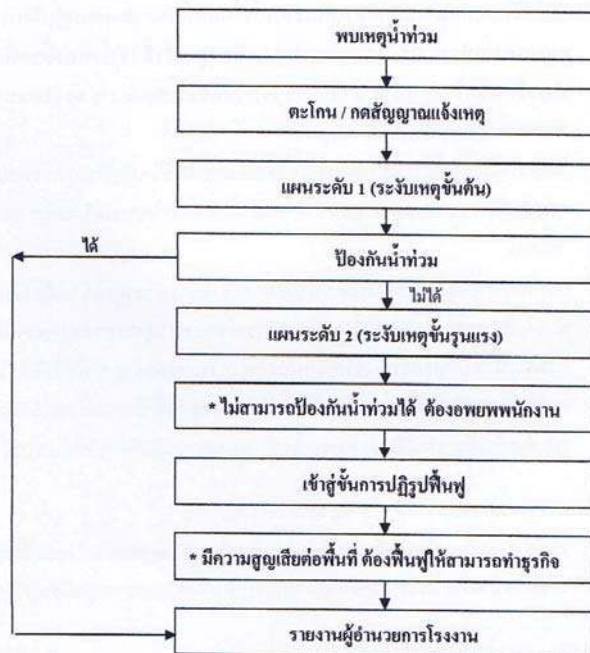 พบเหตุน้ำท่วม
ตะโกน / กดสัญญาณแจ้งเหตุ
แผนระดับ 1 (ระงับเหตุขั้นต้น)
ได้
ป้องกันน้ำท่วม
ไม่ได้
แผนระดับ 2 (ระงับเหตุขั้นรุนแรง)
* ไม่สามารถป้องกันน้ำท่วมได้ ต้องอพยพพนักงาน
เข้าสู่ขั้นการปฏิรูปฟื้นฟู
* มีความสูญเสียต่อพื้นที่ ต้องฟื้นฟูให้สามารถทำธุรกิจ
รายงานผู้อำนวยการโรงงาน